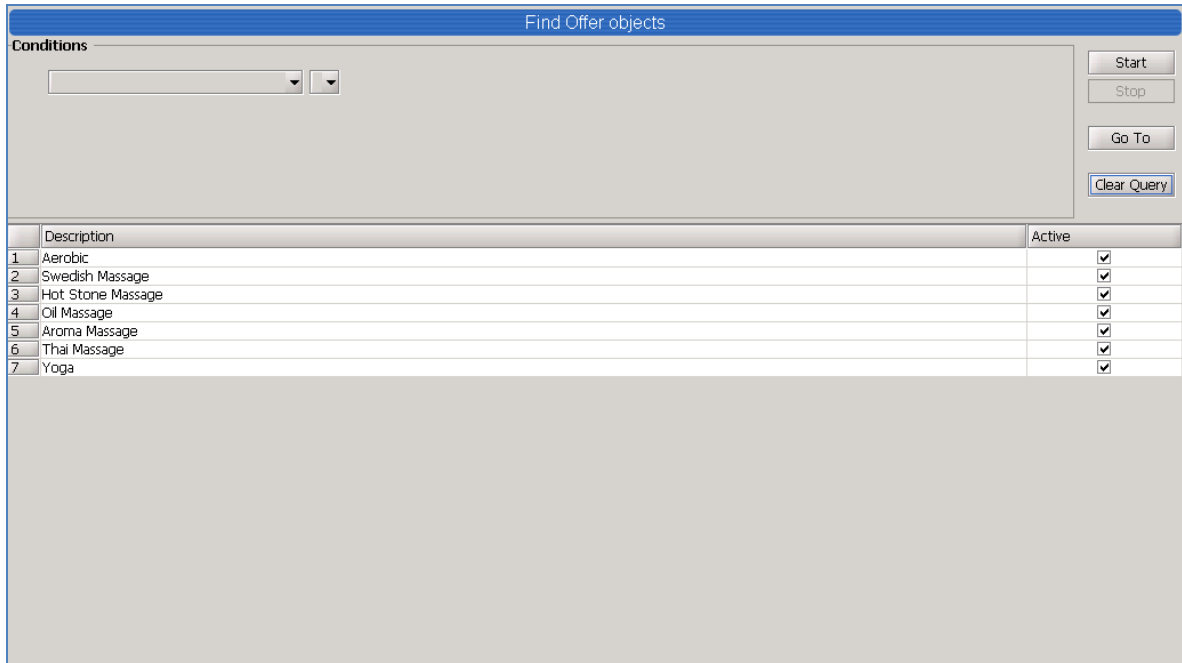 Find Offer objects
Conditions
Start
Stop
Go To
Clear Query
Description Active
1 Aerobic
2 Swedish Massage
3 Hot Stone Massage
4 Oil Massage
5 Aroma Massage
6 Thai Massage
7 Yoga